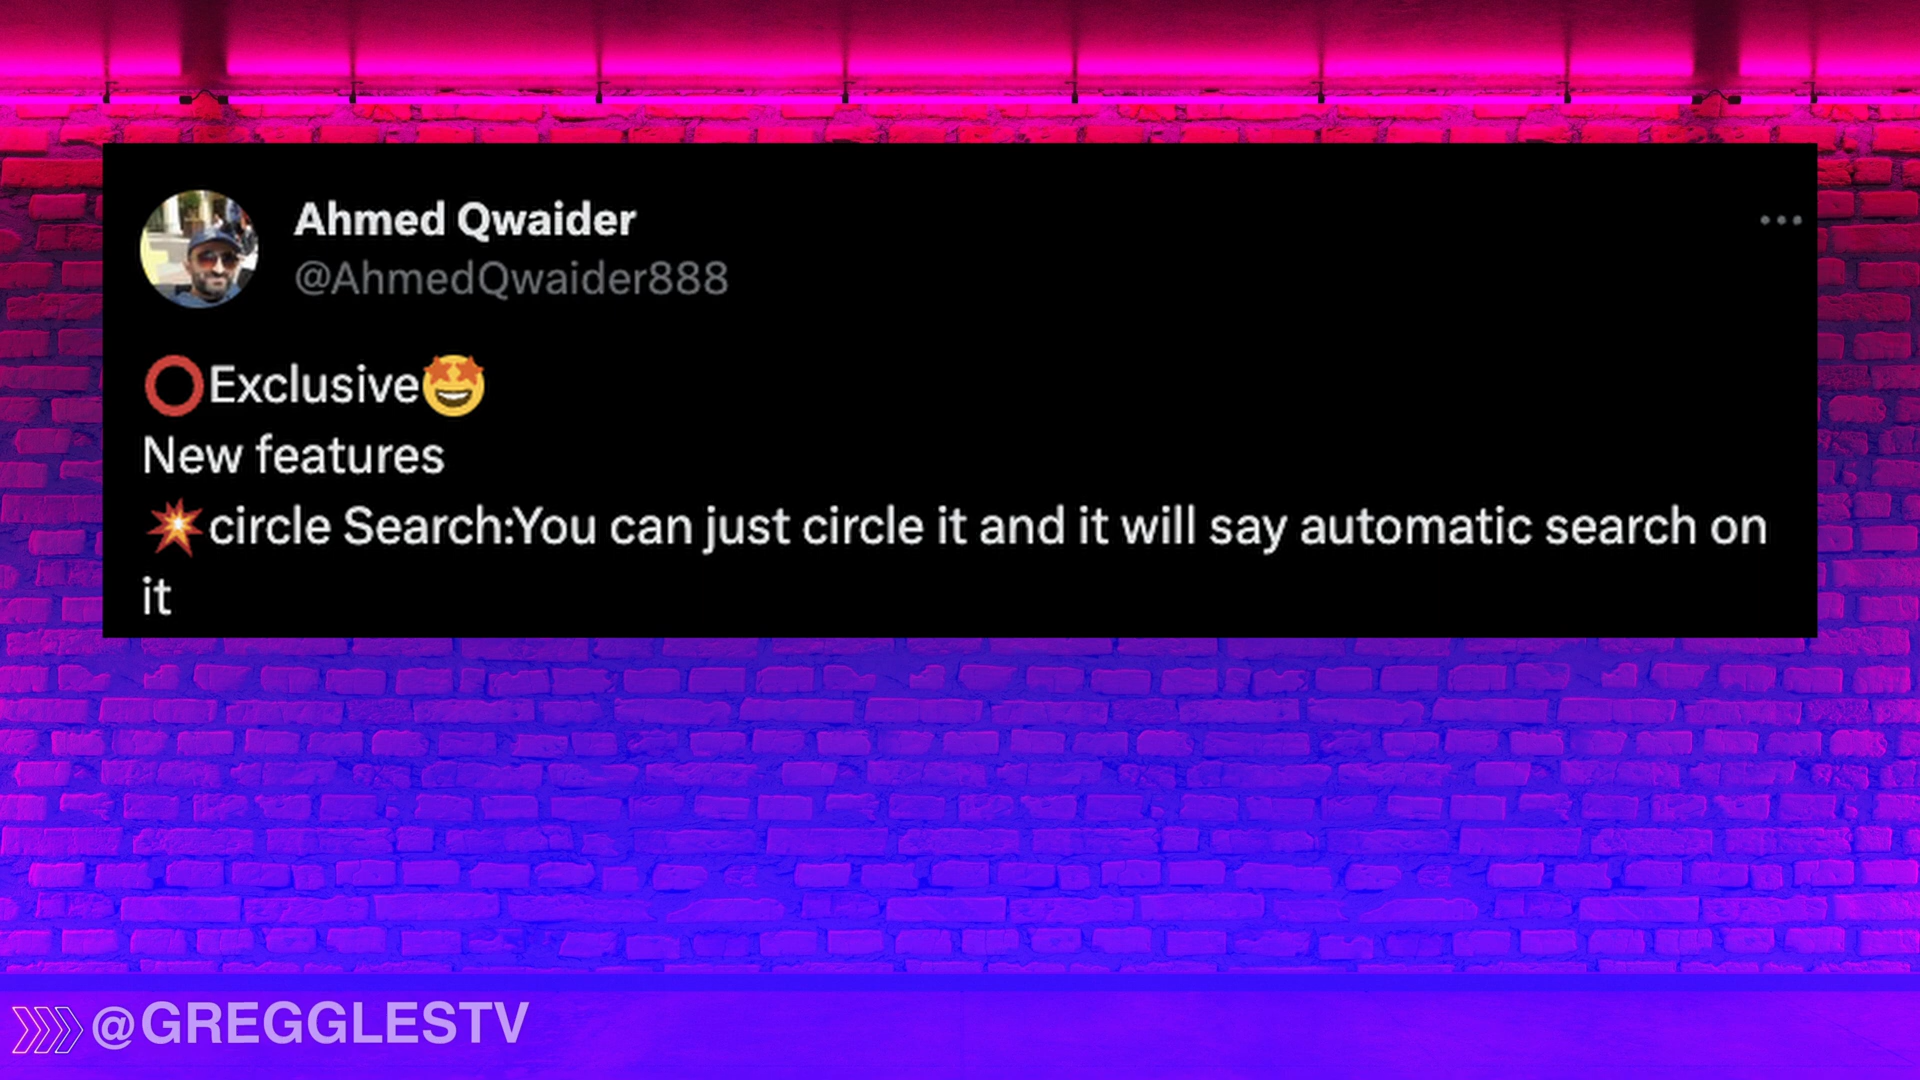 Ahmed Qwaider
@AhmedQwaider888
⭕Exclusive🤩
New features
💥circle Search:You can just circle it and it will say automatic search on
it
@GREGGLESTV